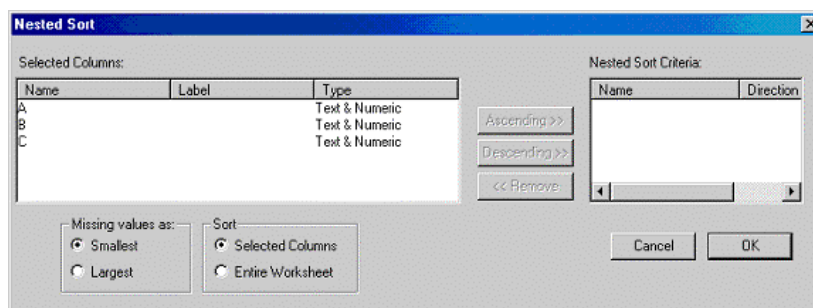 Nested Sort
Selected Columns:
Name Label Type
A Text & Numeric
B Text & Numeric
C Text & Numeric
Ascending >>
Descending >>
<< Remove
Nested Sort Criteria:
Name Direction
Missing values as:
Smallest
Largest
Sort
Selected Columns
Entire Worksheet
Cancel OK